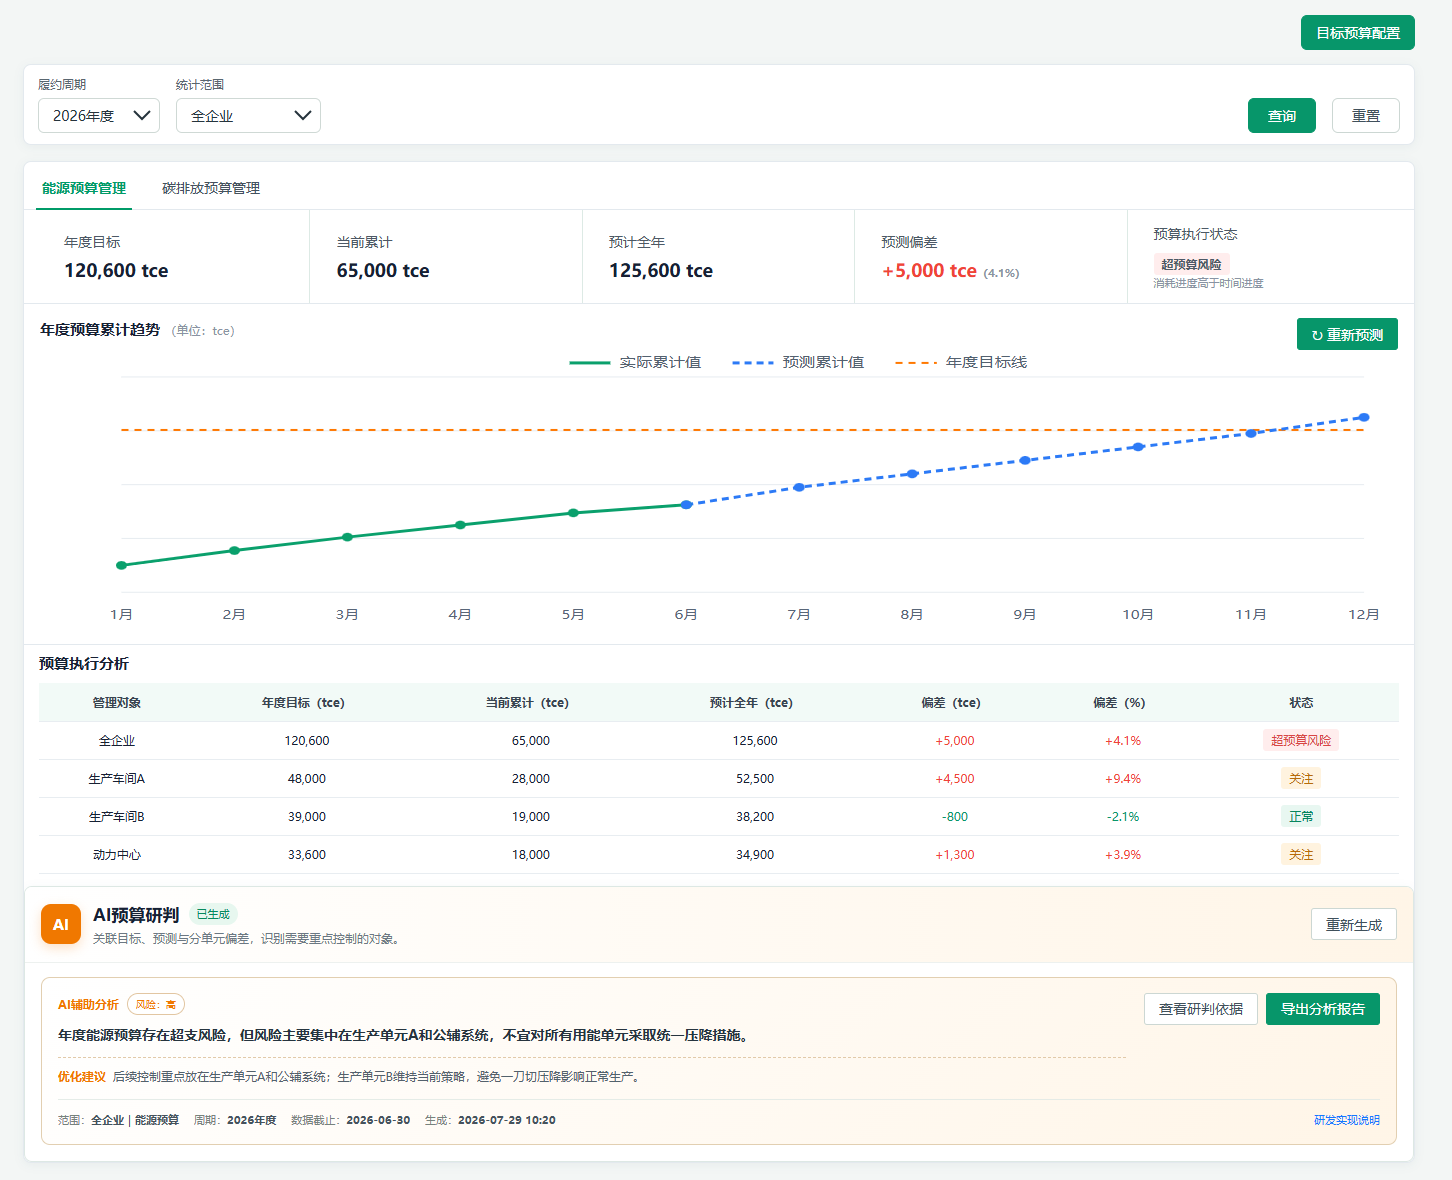 目标预算配置
履约周期 统计范围
2026年度 全企业 查询 重置
能源预算管理 碳排放预算管理
年度目标 当前累计 预计全年 预测偏差 预算执行状态
120,600 tce 65,000 tce 125,600 tce +5,000 tce (4.1%) 超预算风险
消耗进度高于时间进度
年度预算累计趋势 (单位：tce) ↻ 重新预测
实际累计值 预测累计值 年度目标线
1月 2月 3月 4月 5月 6月 7月 8月 9月 10月 11月 12月
预算执行分析
管理对象 年度目标（tce） 当前累计（tce） 预计全年（tce） 偏差（tce） 偏差（%） 状态
全企业 120,600 65,000 125,600 +5,000 +4.1% 超预算风险
生产车间A 48,000 28,000 52,500 +4,500 +9.4% 关注
生产车间B 39,000 19,000 38,200 -800 -2.1% 正常
动力中心 33,600 18,000 34,900 +1,300 +3.9% 关注
AI AI预算研判 已生成 重新生成
关联目标、预测与分单元偏差，识别需要重点控制的对象。
AI辅助分析 风险：高 查看研判依据 导出分析报告
年度能源预算存在超支风险，但风险主要集中在生产单元A和公辅系统，不宜对所有用能单元采取统一压降措施。
优化建议 后续控制重点放在生产单元A和公辅系统；生产单元B维持当前策略，避免一刀切压降影响正常生产。
范围：全企业 | 能源预算 周期：2026年度 数据截止：2026-06-30 生成：2026-07-29 10:20 研发实现说明